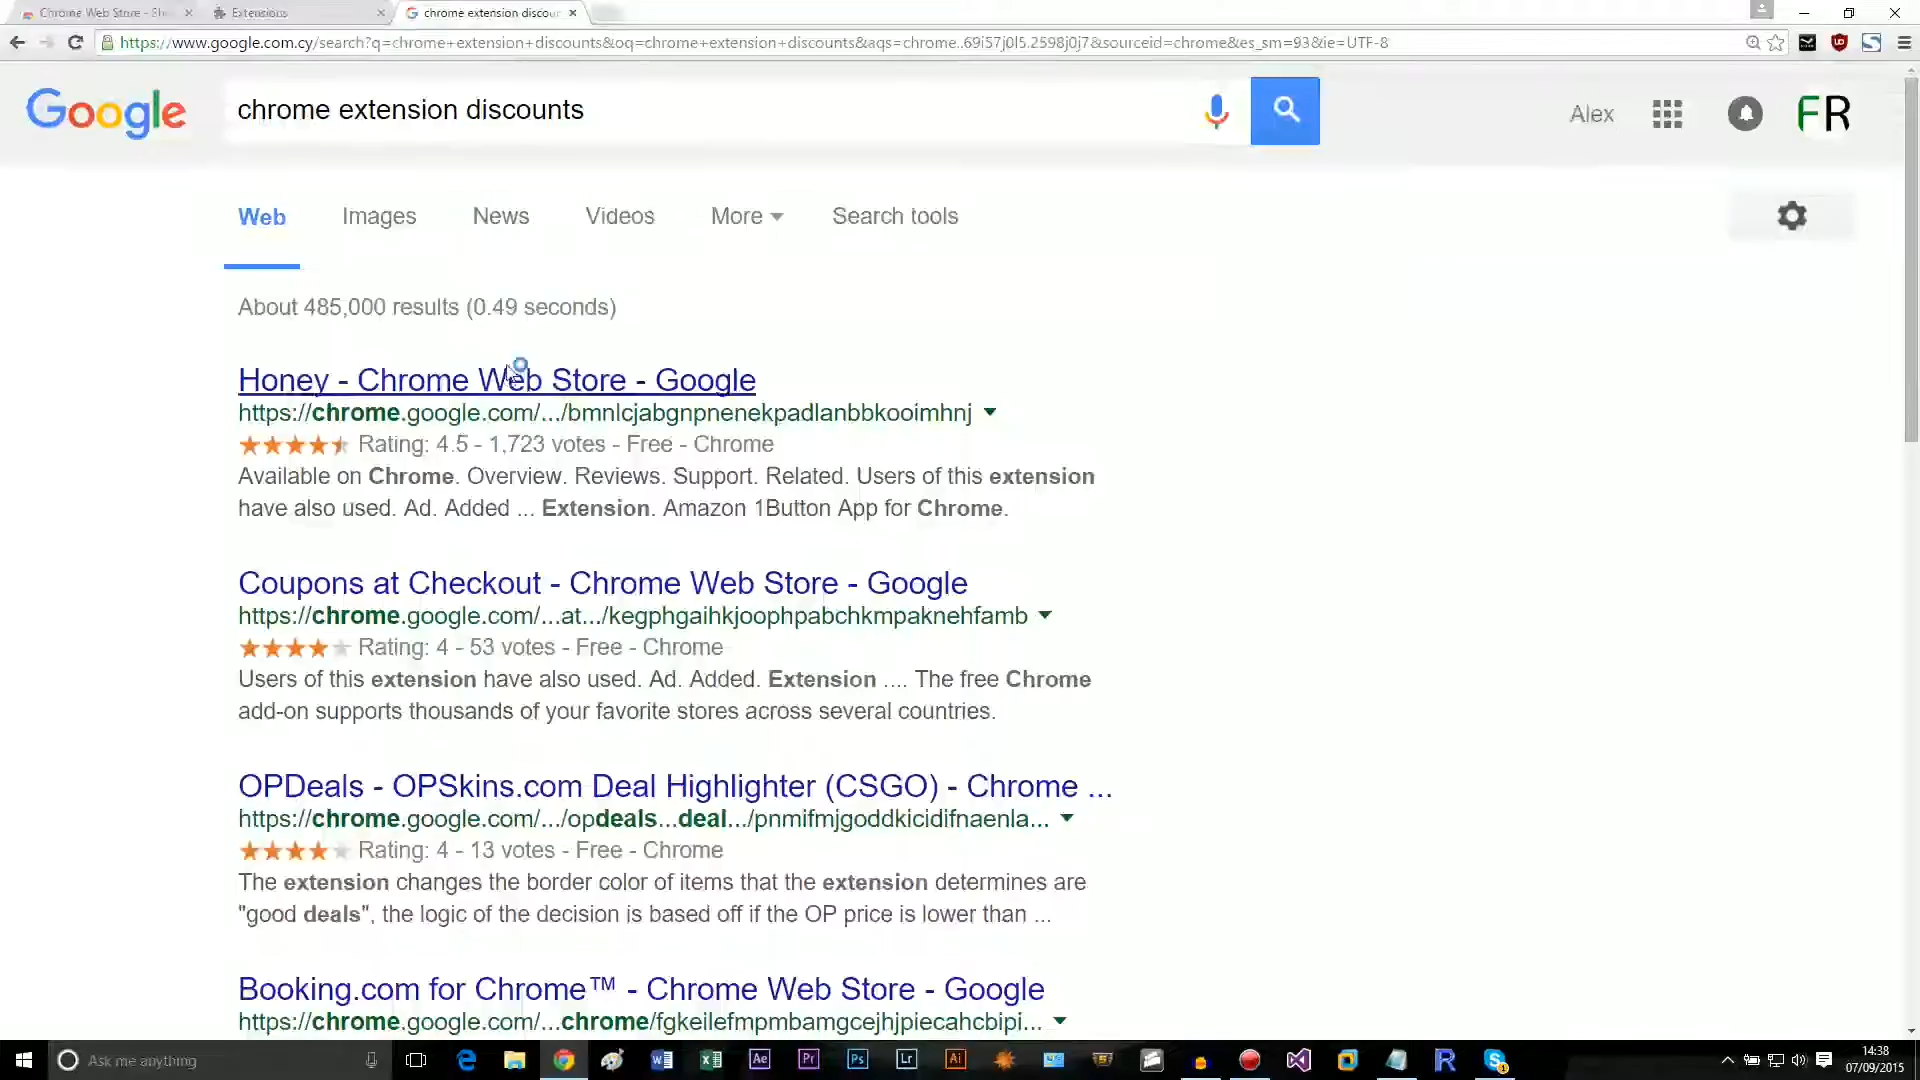 Chrome Web Store - Sh
Extensions
chrome extension discou
https://www.google.com.cy/search?q=chrome+extension+discounts&oq=chrome+extension+discounts&aqs=chrome..69i57j0l5.2598j0j7&sourceid=chrome&es_sm=93&ie=UTF-8
Google
chrome extension discounts
Alex
FR
Web
Images
News
Videos
More
Search tools
About 485,000 results (0.49 seconds)
Honey - Chrome Web Store - Google
https://chrome.google.com/.../bmnlcjabgnpnenekpadlanbbkooimhnj
Rating: 4.5 - 1,723 votes - Free - Chrome
Available on Chrome. Overview. Reviews. Support. Related. Users of this extension
have also used. Ad. Added ... Extension. Amazon 1Button App for Chrome.
Coupons at Checkout - Chrome Web Store - Google
https://chrome.google.com/...at.../kegphgaihkjoophpabchkmpaknehfamb
Rating: 4 - 53 votes - Free - Chrome
Users of this extension have also used. Ad. Added. Extension .... The free Chrome
add-on supports thousands of your favorite stores across several countries.
OPDeals - OPSkins.com Deal Highlighter (CSGO) - Chrome ...
https://chrome.google.com/.../opdeals...deal.../pnmifmjgoddkicidifnaenla...
Rating: 4 - 13 votes - Free - Chrome
The extension changes the border color of items that the extension determines are
"good deals", the logic of the decision is based off if the OP price is lower than ...
Booking.com for Chrome™ - Chrome Web Store - Google
https://chrome.google.com/...chrome/fgkeilefmpmbamgcejhjpiecahcbipi...
Ask me anything
Ae
Pr
Ps
Lr
Ai
R
14:38
07/09/2015